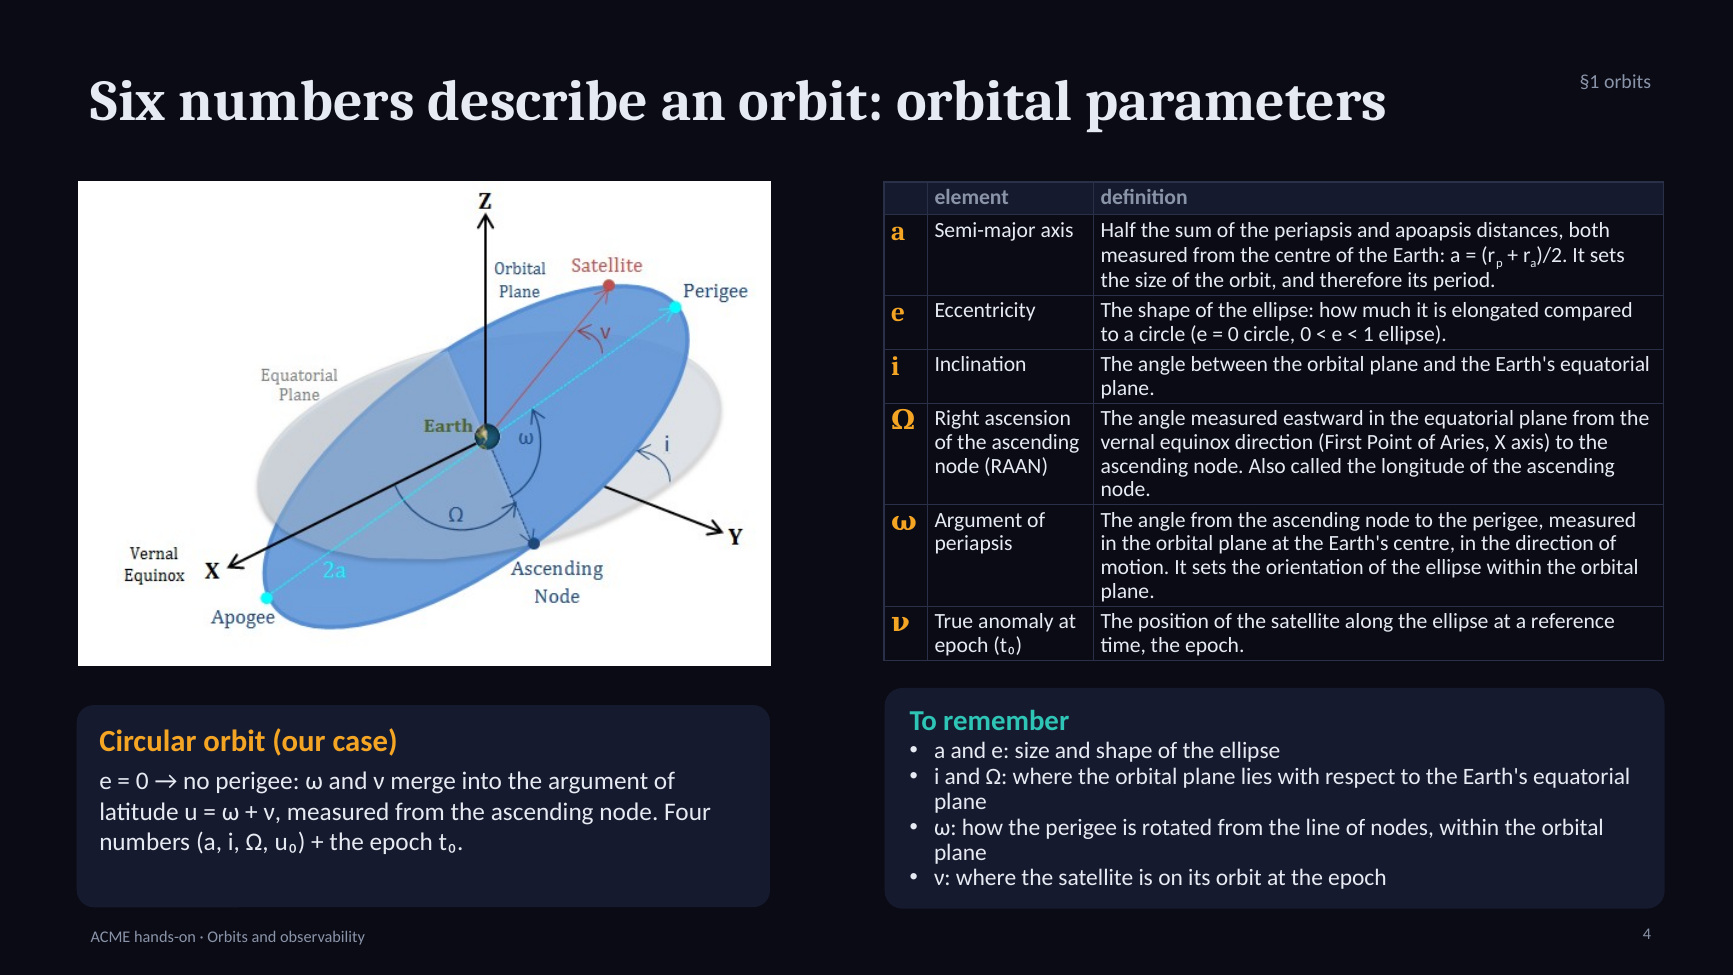 §1 orbits
Six numbers describe an orbit: orbital parameters
Z
Orbital
Plane
Satellite
Perigee
ν
Equatorial
Plane
Earth
ω
i
Ω
Y
Vernal
Equinox
X
2a
Ascending
Node
Apogee
element definition
a Semi-major axis Half the sum of the periapsis and apoapsis distances, both
measured from the centre of the Earth: a = (rp + ra)/2. It sets
the size of the orbit, and therefore its period.
e Eccentricity The shape of the ellipse: how much it is elongated compared
to a circle (e = 0 circle, 0 < e < 1 ellipse).
i Inclination The angle between the orbital plane and the Earth's equatorial
plane.
Ω Right ascension The angle measured eastward in the equatorial plane from the
of the ascending vernal equinox direction (First Point of Aries, X axis) to the
node (RAAN) ascending node. Also called the longitude of the ascending
node.
ω Argument of The angle from the ascending node to the perigee, measured
periapsis in the orbital plane at the Earth's centre, in the direction of
motion. It sets the orientation of the ellipse within the orbital
plane.
ν True anomaly at The position of the satellite along the ellipse at a reference
epoch (t₀) time, the epoch.
Circular orbit (our case)
e = 0 → no perigee: ω and ν merge into the argument of
latitude u = ω + ν, measured from the ascending node. Four
numbers (a, i, Ω, u₀) + the epoch t₀.
To remember
• a and e: size and shape of the ellipse
• i and Ω: where the orbital plane lies with respect to the Earth's equatorial
plane
• ω: how the perigee is rotated from the line of nodes, within the orbital
plane
• ν: where the satellite is on its orbit at the epoch
ACME hands-on · Orbits and observability
4